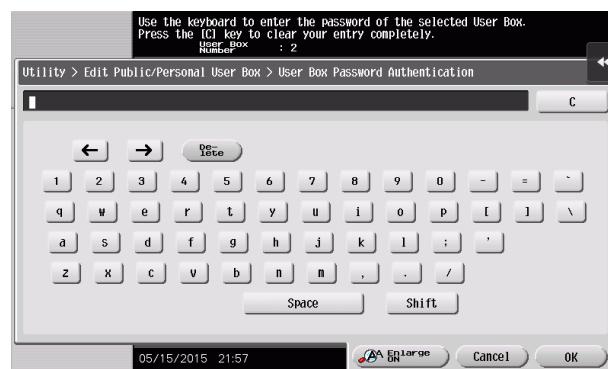 Use the keyboard to enter the password of the selected User Box.
Press the [C] key to clear your entry completely.
User Box Number : 2
Utility > Edit Public/Personal User Box > User Box Password Authentication
C
← → De-lete
1 2 3 4 5 6 7 8 9 0 - = `
q w e r t y u i o p [ ] \
a s d f g h j k l ; '
z x c v b n m , . /
Space Shift
05/15/2015 21:57 Enlarge ON Cancel OK